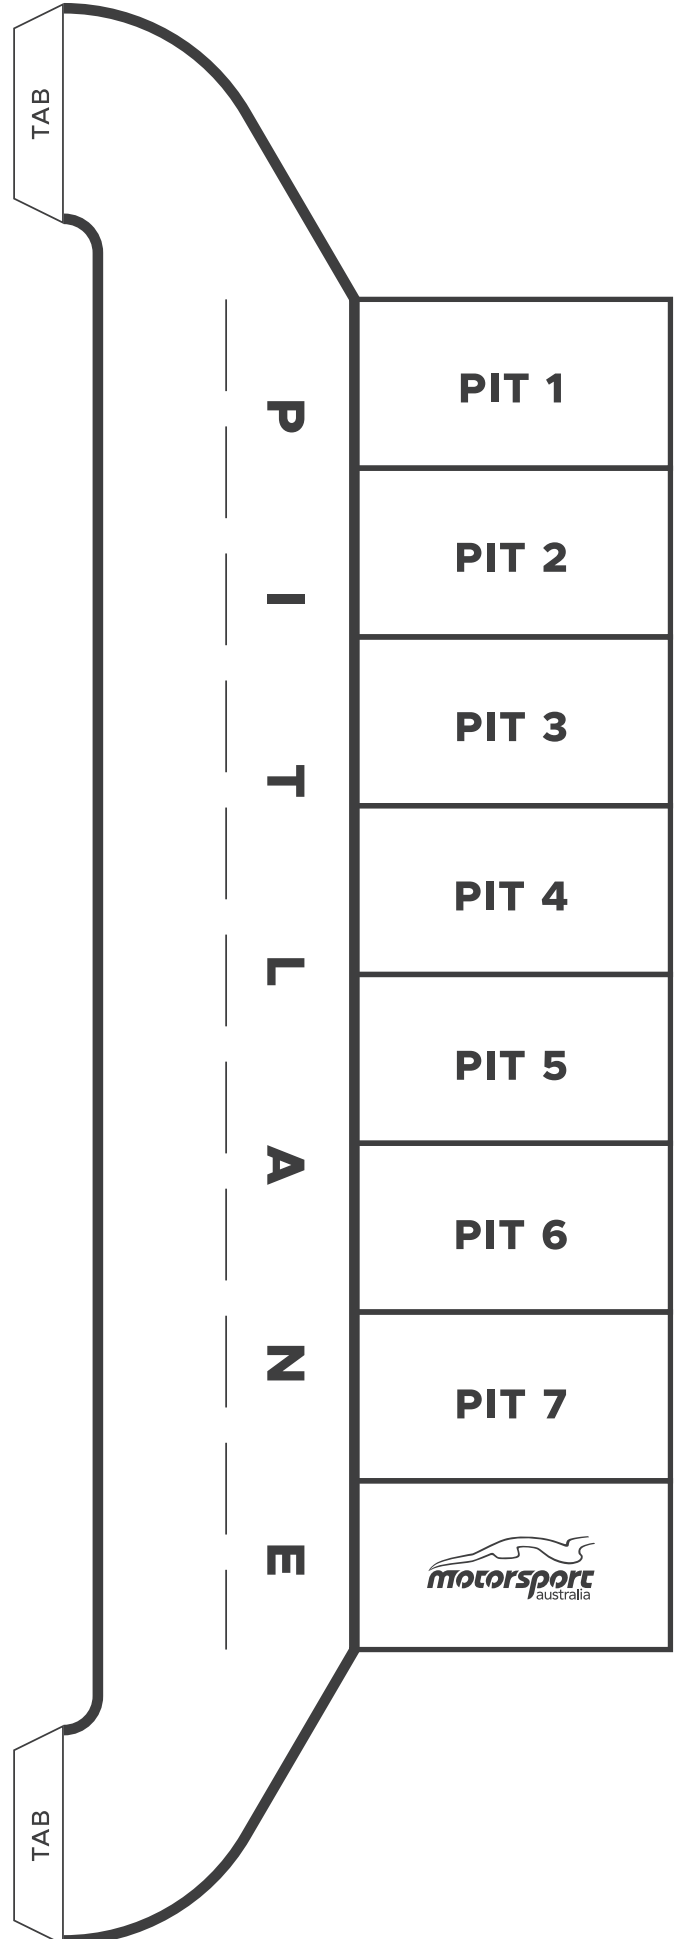 TAB
PIT LANE
PIT 1
PIT 2
PIT 3
PIT 4
PIT 5
PIT 6
PIT 7
motorsport
australia
TAB